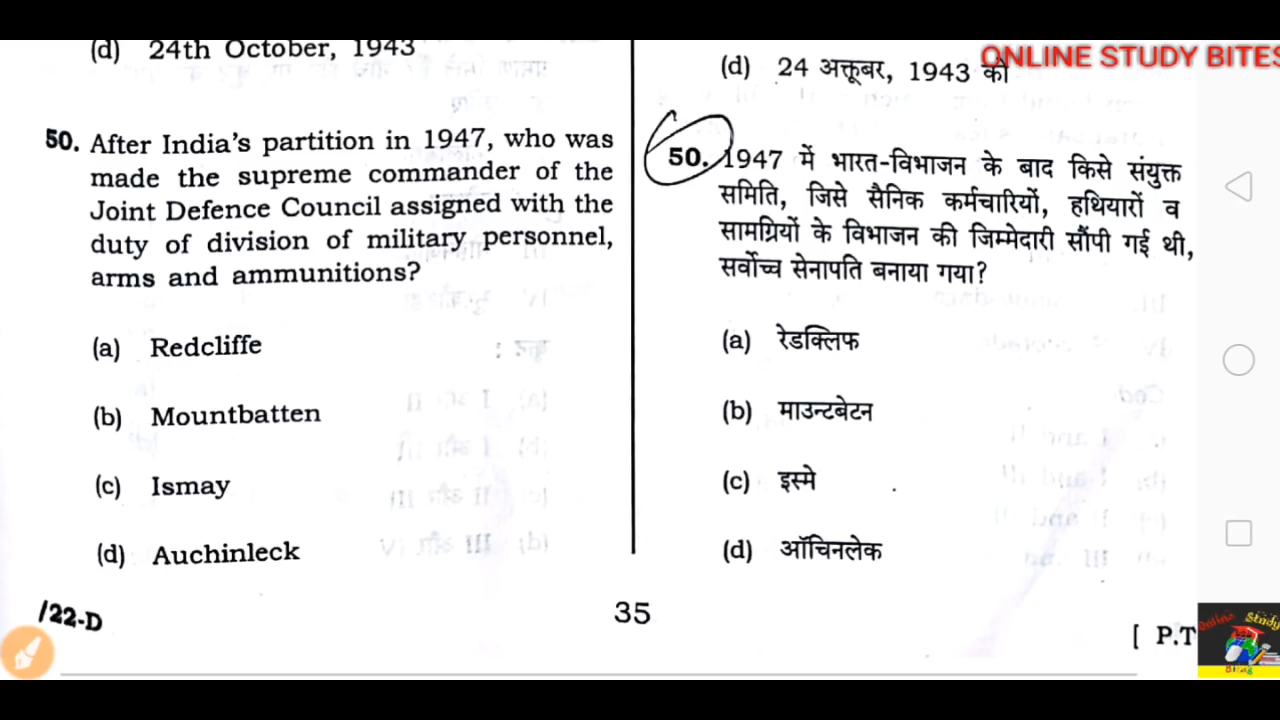 (d) 24th October, 1943
50. After India's partition in 1947, who was
made the supreme commander of the
Joint Defence Council assigned with the
duty of division of military personnel,
arms and ammunitions?
(a) Redcliffe
(b) Mountbatten
(c) Ismay
(d) Auchinleck
/22-D
35
ONLINE STUDY BITES
(d) 24 अक्तूबर, 1943 को
50. 1947 में भारत-विभाजन के बाद किसे संयुक्त
समिति, जिसे सैनिक कर्मचारियों, हथियारों व
सामग्रियों के विभाजन की जिम्मेदारी सौंपी गई थी,
सर्वोच्च सेनापति बनाया गया?
(a) रेडक्लिफ
(b) माउन्टबेटन
(c) इस्मे
(d) ऑचिनलेक
[ P.T
Online Study
Bites